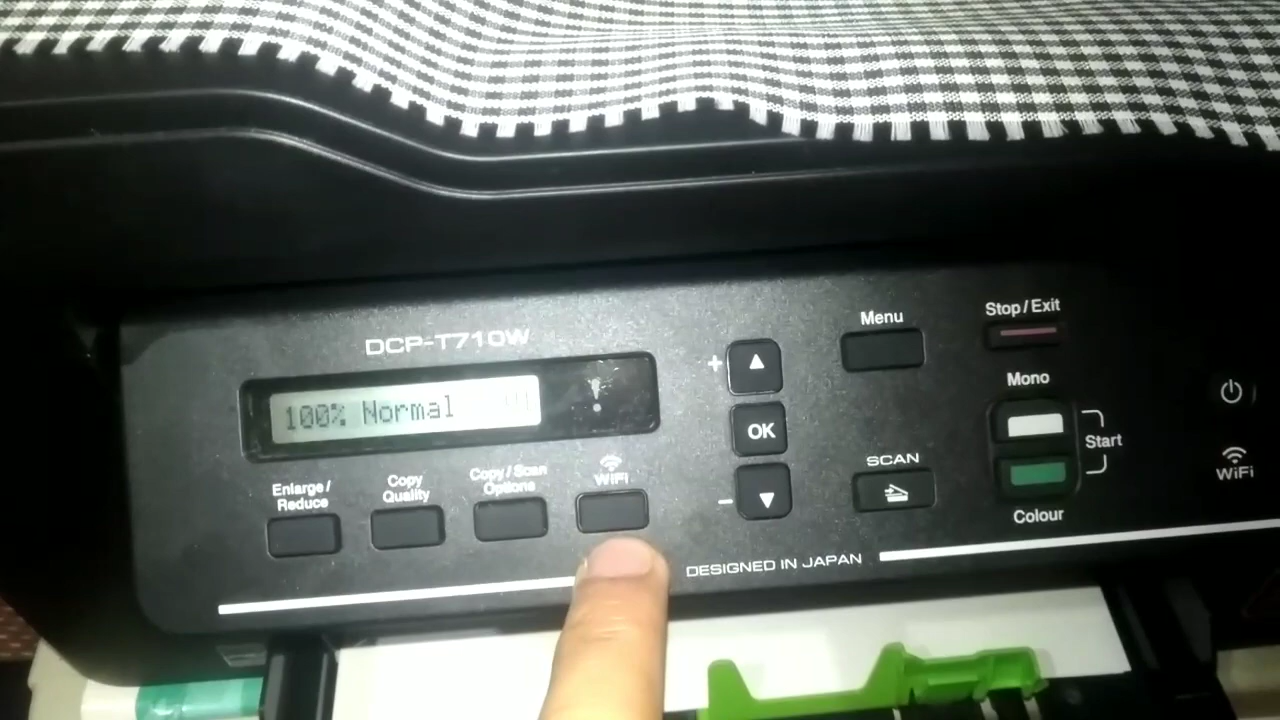 DCP-T710W
100% Normal
Enlarge/
Reduce
Copy
Quality
Copy/Scan
Options
WiFi
+
OK
-
Menu
SCAN
Stop/Exit
Mono
Start
Colour
WiFi
DESIGNED IN JAPAN